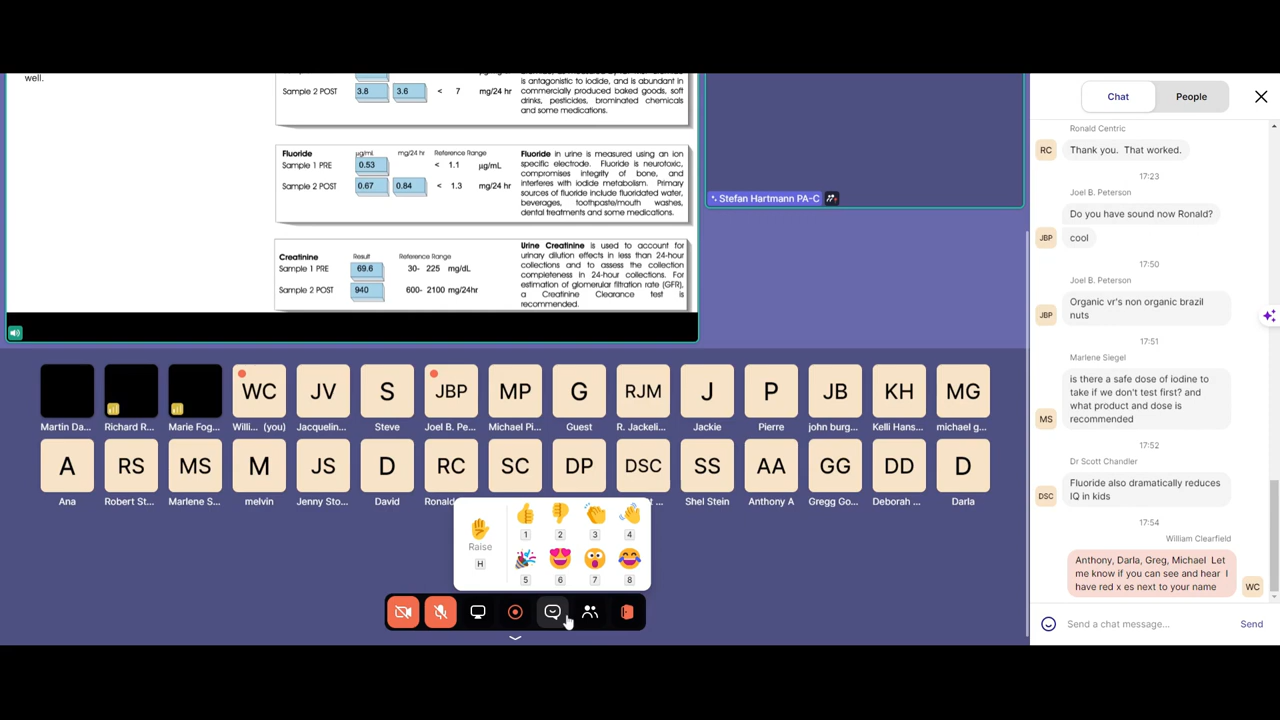 well.
Sample 2 POST 3.8 3.6 < 7 mg/24 hr
is antagonistic to iodide, and is abundant in
commercially produced baked goods, soft
drinks, pesticides, brominated chemicals
and some medications.
Fluoride µg/mL mg/24 hr Reference Range
Sample 1 PRE 0.53 < 1.1 µg/mL
Sample 2 POST 0.67 0.84 < 1.3 mg/24 hr
Fluoride in urine is measured using an ion
specific electrode. Fluoride is neurotoxic,
compromises integrity of bone, and
interferes with iodide metabolism. Primary
sources of fluoride include fluoridated water,
beverages, toothpaste/mouth washes,
dental treatments and some medications.
Creatinine Result Reference Range
Sample 1 PRE 69.6 30- 225 mg/dL
Sample 2 POST 940 600- 2100 mg/24hr
Urine Creatinine is used to account for
urinary dilution effects in less than 24-hour
collections and to assess the collection
completeness in 24-hour collections. For
estimation of glomerular filtration rate (GFR),
a Creatinine Clearance test is
recommended.
Stefan Hartmann PA-C
WC JV S JBP MP G RJM J P JB KH MG
Martin Da... Richard R... Marie Fog... Willi... (you) Jacquelin... Steve Joel B. Pe... Michael Pi... Guest R. Jackeli... Jackie Pierre john burg... Kelli Hans... michael g...
A RS MS M JS D RC SC DP DSC SS AA GG DD D
Ana Robert St... Marlene S... melvin Jenny Sto... David Ronald Shel Stein Anthony A Gregg Go... Deborah ... Darla
Raise
H
1 2 3 4
5 6 7 8
Chat People
Ronald Centric
RC Thank you. That worked.
17:23
Joel B. Peterson
Do you have sound now Ronald?
JBP cool
17:50
Joel B. Peterson
Organic vr's non organic brazil
JBP nuts
17:51
Marlene Siegel
is there a safe dose of iodine to
take if we don't test first? and
what product and dose is
MS recommended
17:52
Dr Scott Chandler
Fluoride also dramatically reduces
DSC IQ in kids
17:54
William Clearfield
Anthony, Darla, Greg, Michael Let
me know if you can see and hear I
have red x es next to your name WC
Send a chat message... Send